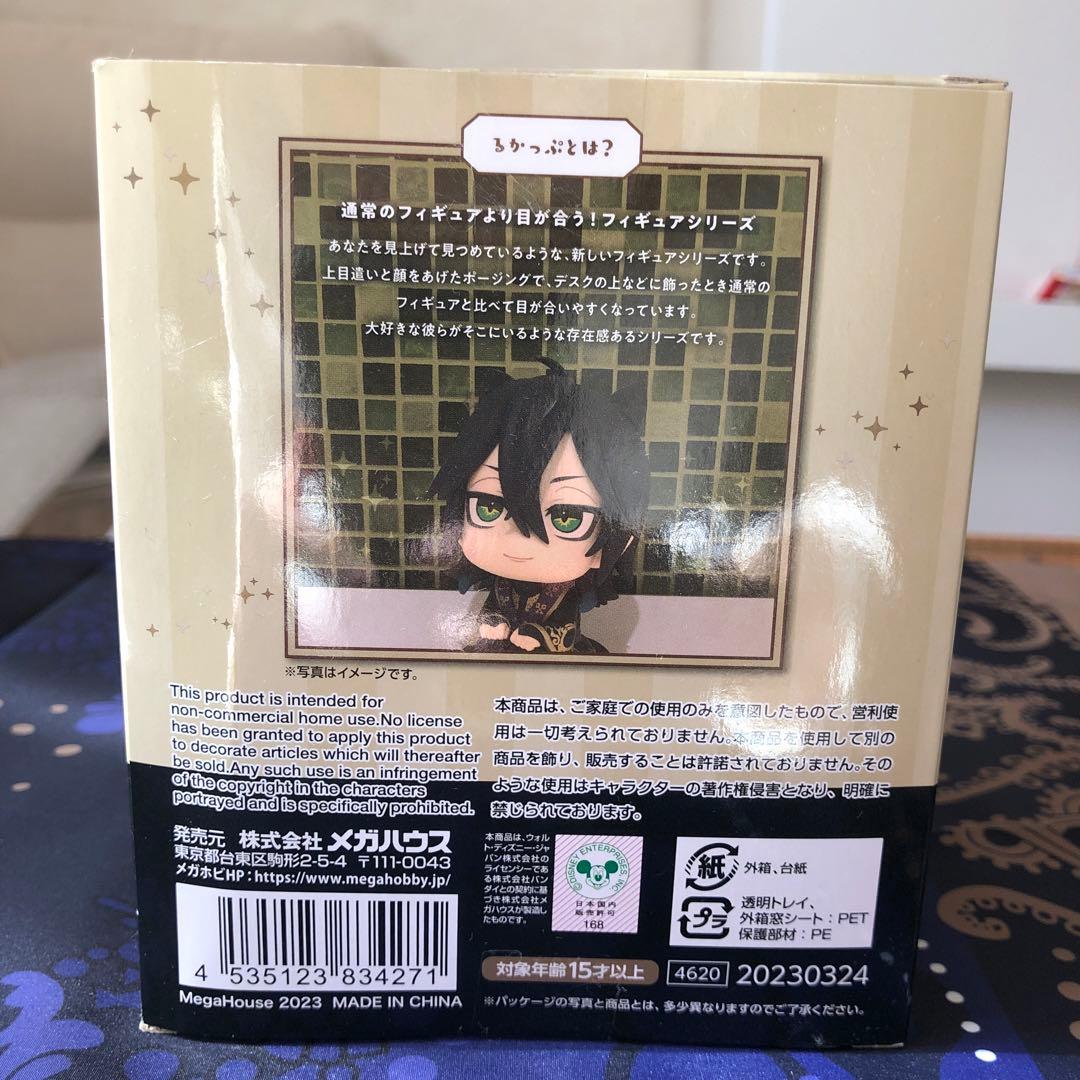 るかっぷとは?
通常のフィギュアより目が合う!フィギュアシリーズ
あなたを見上げて見つめているような、新しいフィギュアシリーズです。
上目遣いと顔をあげたポージングで、デスクの上などに飾ったとき通常の
フィギュアと比べて目が合いやすくなっています。
大好きな彼らがそこにいるような存在感あるシリーズです。
※写真はイメージです。
This product is intended for
non-commercial home use.No license
has been granted to apply this product
to decorate articles which will thereafter
be sold.Any such use is an infringement
of the copyright in the characters
portrayed and is specifically prohibited.
本商品は、ご家庭での使用のみを意図したもので、営利使
用は一切考えられておりません。本商品を使用して別の
商品を飾り、販売することは許諾されておりません。その
ような使用はキャラクターの著作権侵害となり、明確に
禁じられております。
発売元 株式会社 メガハウス
東京都台東区駒形2-5-4 〒111-0043
メガホビHP:https://www.megahobby.jp/
4 535123 834271
MegaHouse 2023 MADE IN CHINA
本商品は、ウォル
ト・ディズニー・ジャ
パン株式会社の
ライセンシーであ
る株式会社バン
ダイとの契約に基
づき株式会社メ
ガハウスが製造し
たものです。
©DISNEY ENTERPRISES INC
日本国内
販売許可
168
紙
外箱、台紙
プラ
透明トレイ、
外箱窓シート:PET
保護部材:PE
対象年齢15才以上
4620 20230324
※パッケージの写真と商品とは、多少異なりますのでご了承ください。